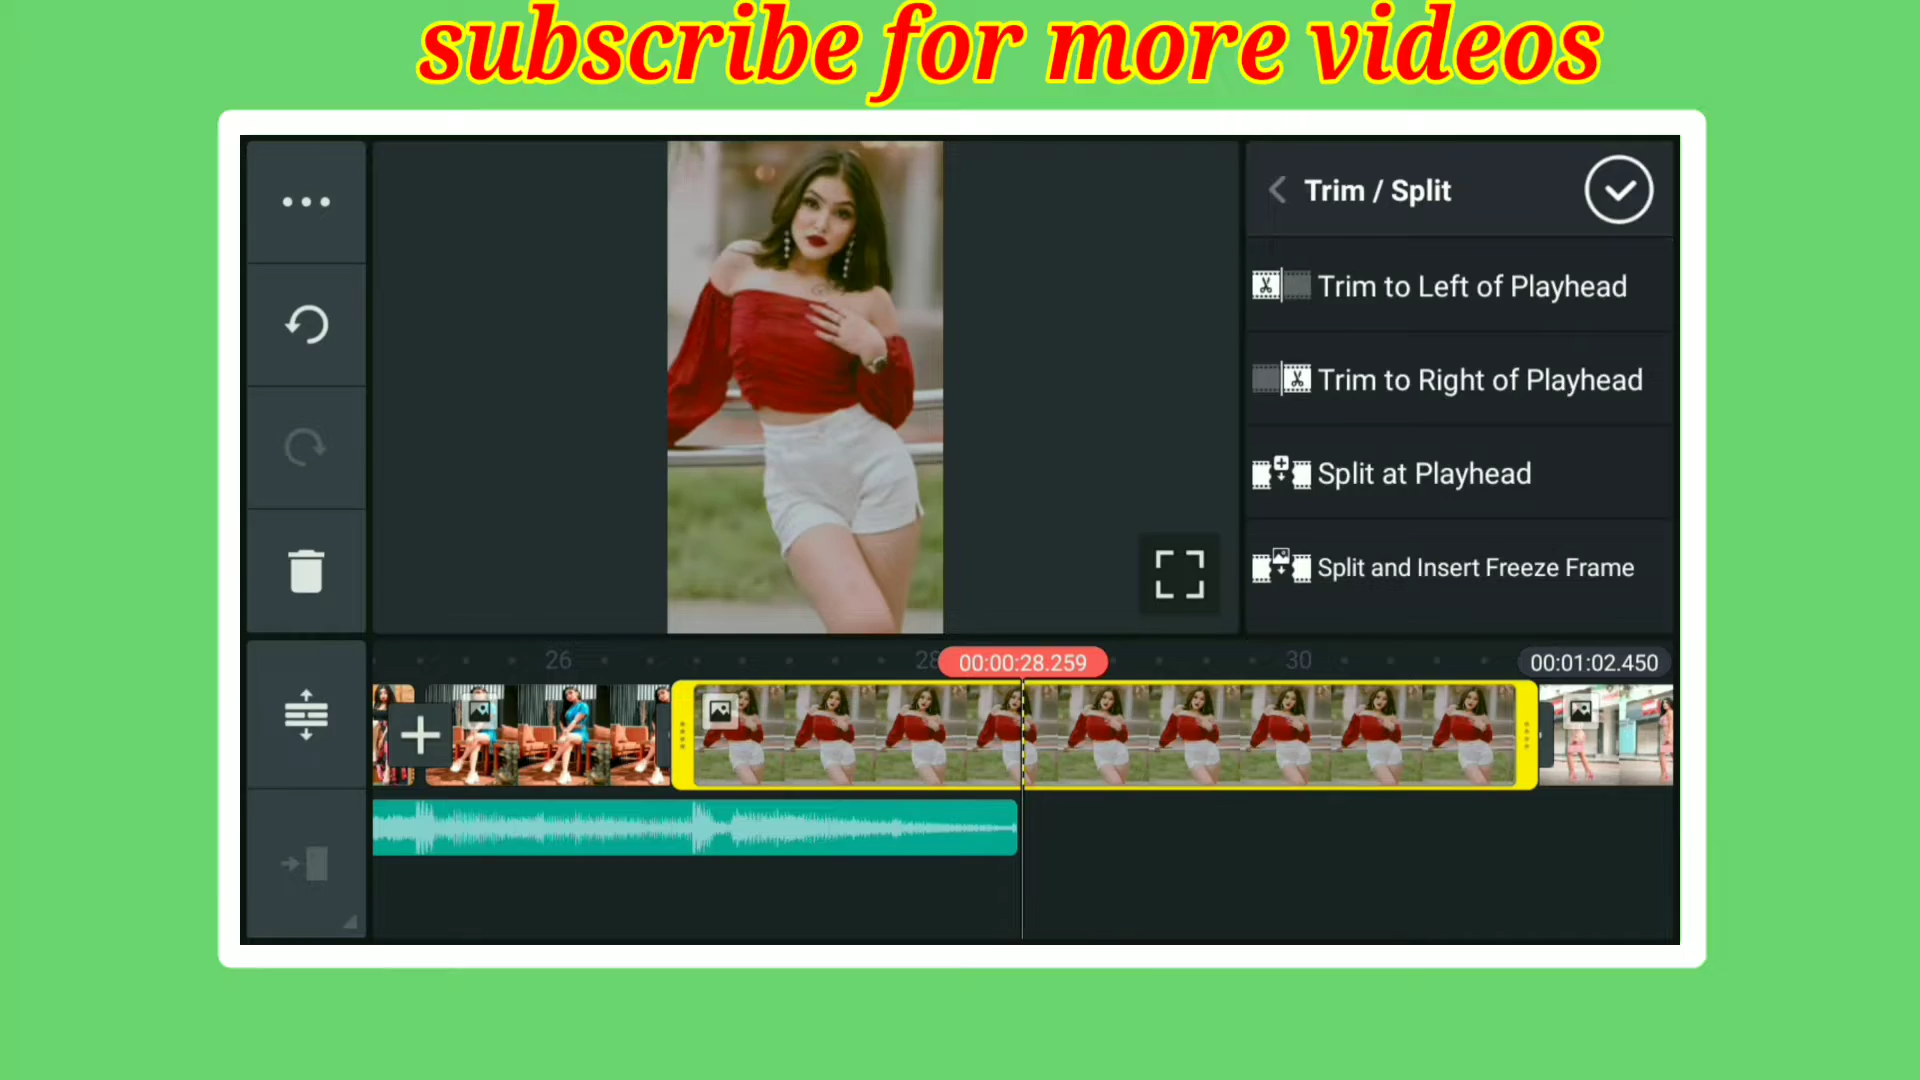 subscribe for more videos
Trim / Split
Trim to Left of Playhead
Trim to Right of Playhead
Split at Playhead
Split and Insert Freeze Frame
26
28
00:00:28.259
30
00:01:02.450